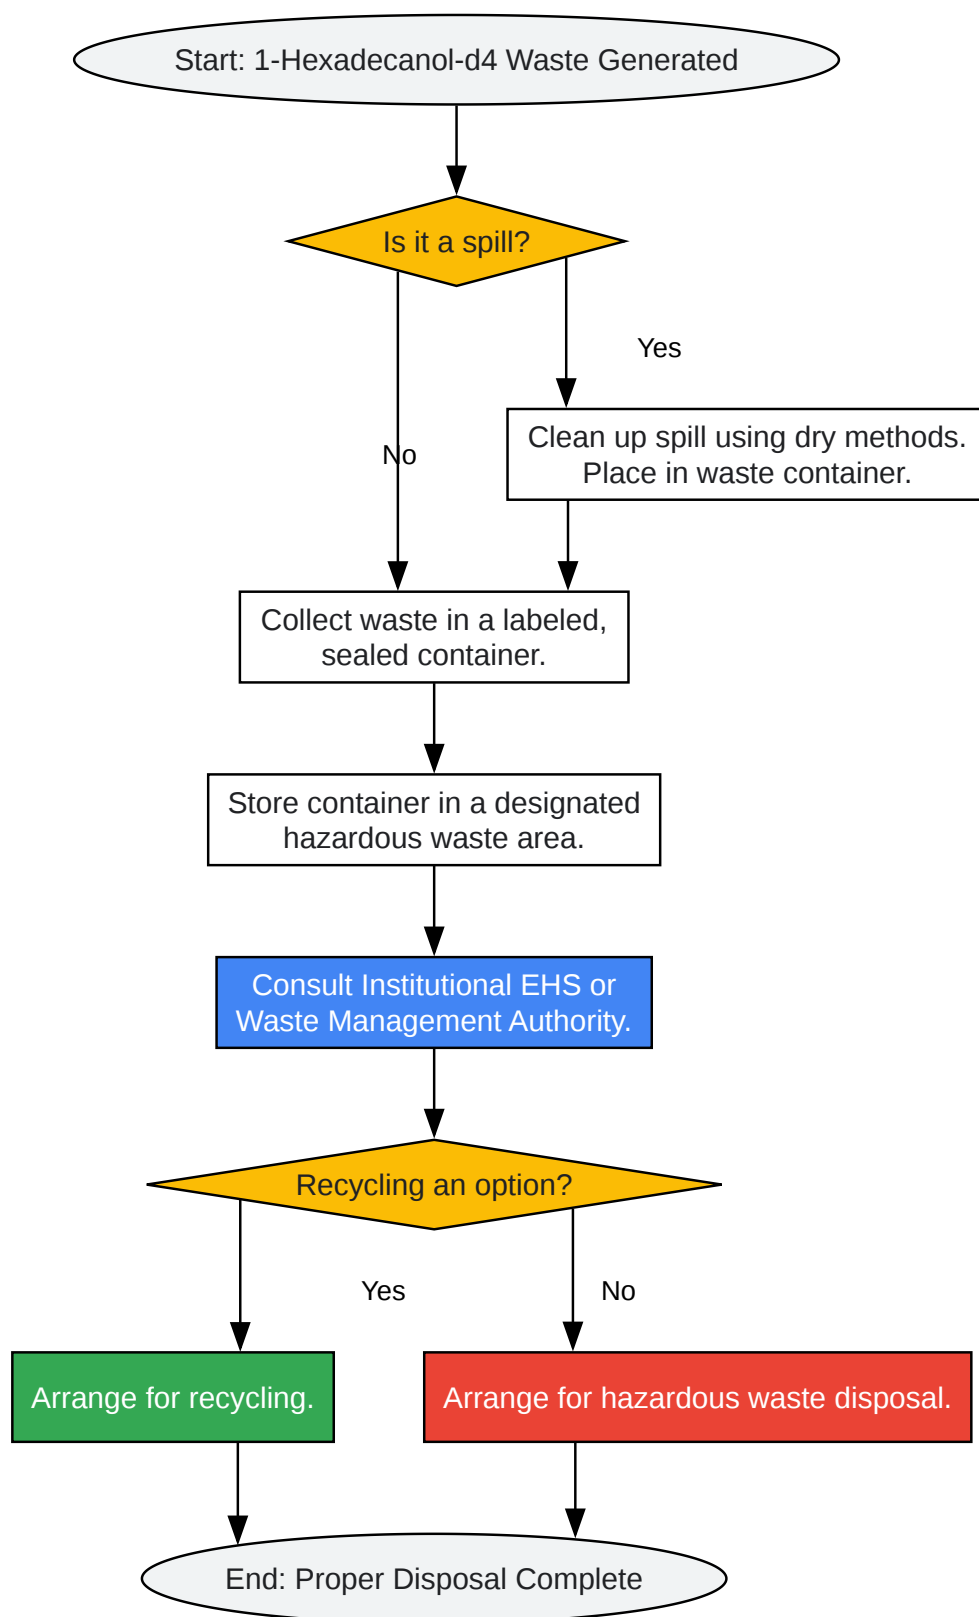 Start: 1-Hexadecanol-d4 Waste Generated
Is it a spill?
Yes
Clean up spill using dry methods.
Place in waste container.
No
Collect waste in a labeled,
sealed container.
Store container in a designated
hazardous waste area.
Consult Institutional EHS or
Waste Management Authority.
Recycling an option?
Yes
No
Arrange for recycling.
Arrange for hazardous waste disposal.
End: Proper Disposal Complete